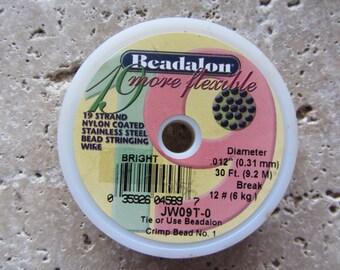 Beadalon
19
more flexible
19 STRAND
NYLON COATED
STAINLESS STEEL
BEAD STRINGING
WIRE
BRIGHT
0 35926 04589 7
Diameter
.012" (0.31 mm)
30 Ft. (9.2 M)
Break
12 # (6 kg)
JW09T-0
Tie or Use Beadalon
Crimp Bead No. 1